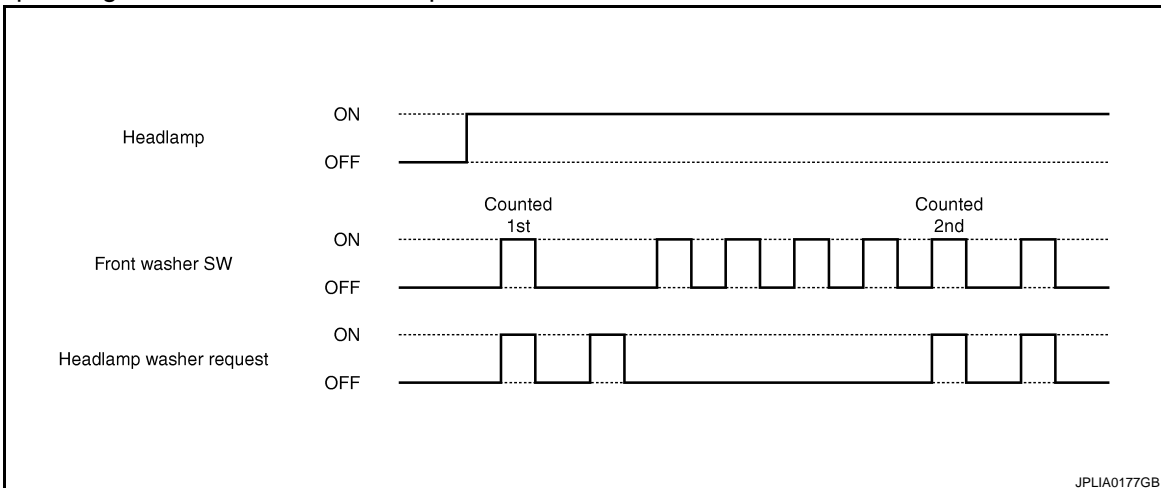 ON
Headlamp
OFF
Counted
1st
Counted
2nd
ON
Front washer SW
OFF
ON
Headlamp washer request
OFF
JPLIA0177GB